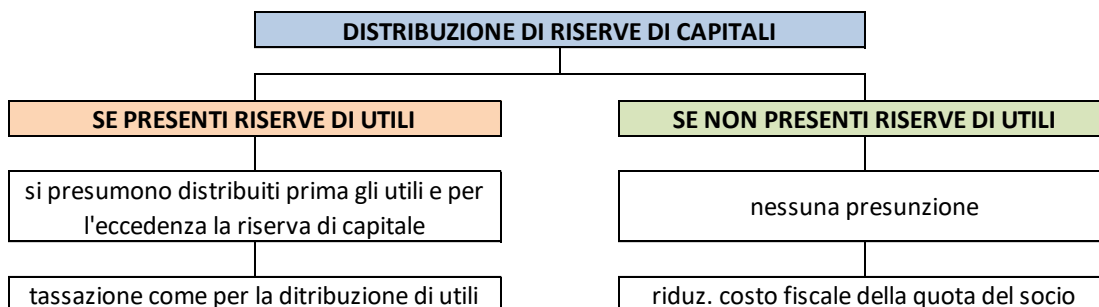 DISTRIBUZIONE DI RISERVE DI CAPITALI
SE PRESENTI RISERVE DI UTILI
SE NON PRESENTI RISERVE DI UTILI
si presumono distribuiti prima gli utili e per
l'eccedenza la riserva di capitale
nessuna presunzione
tassazione come per la ditribuzione di utili
riduz. costo fiscale della quota del socio